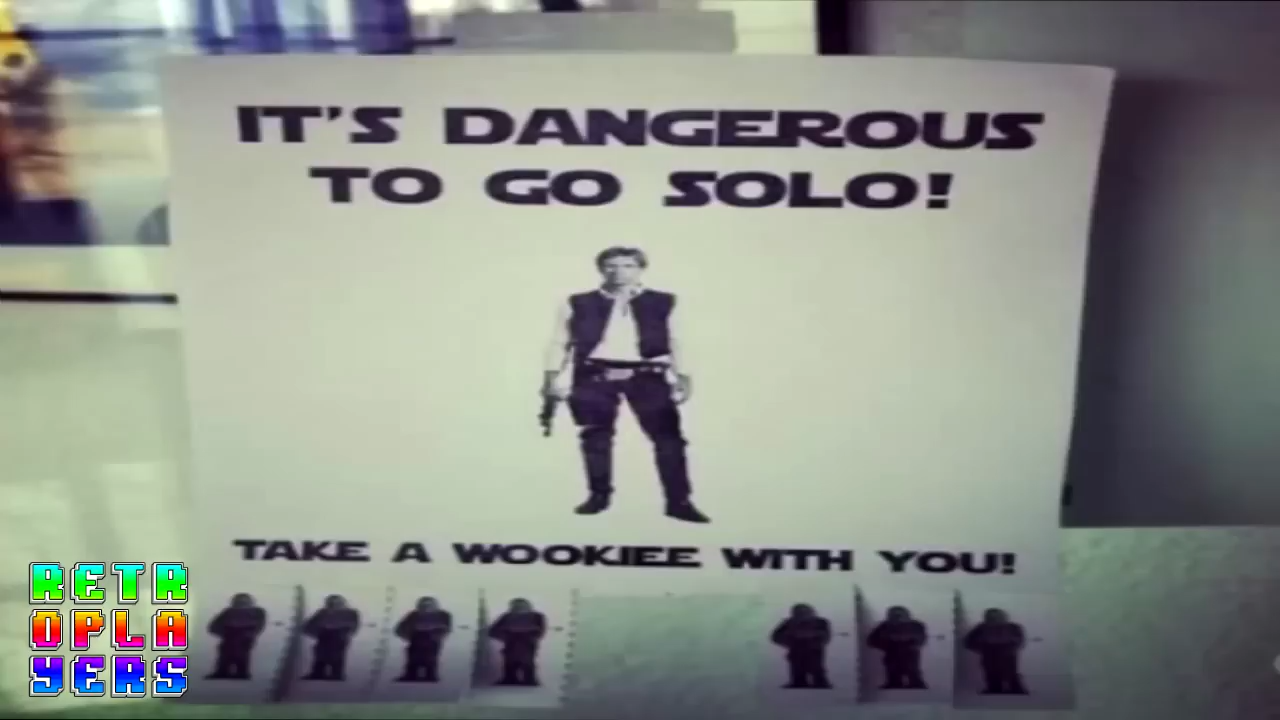 IT'S DANGEROUS
TO GO SOLO!
TAKE A WOOKIEE WITH YOU!
RETR
OPLA
YERS